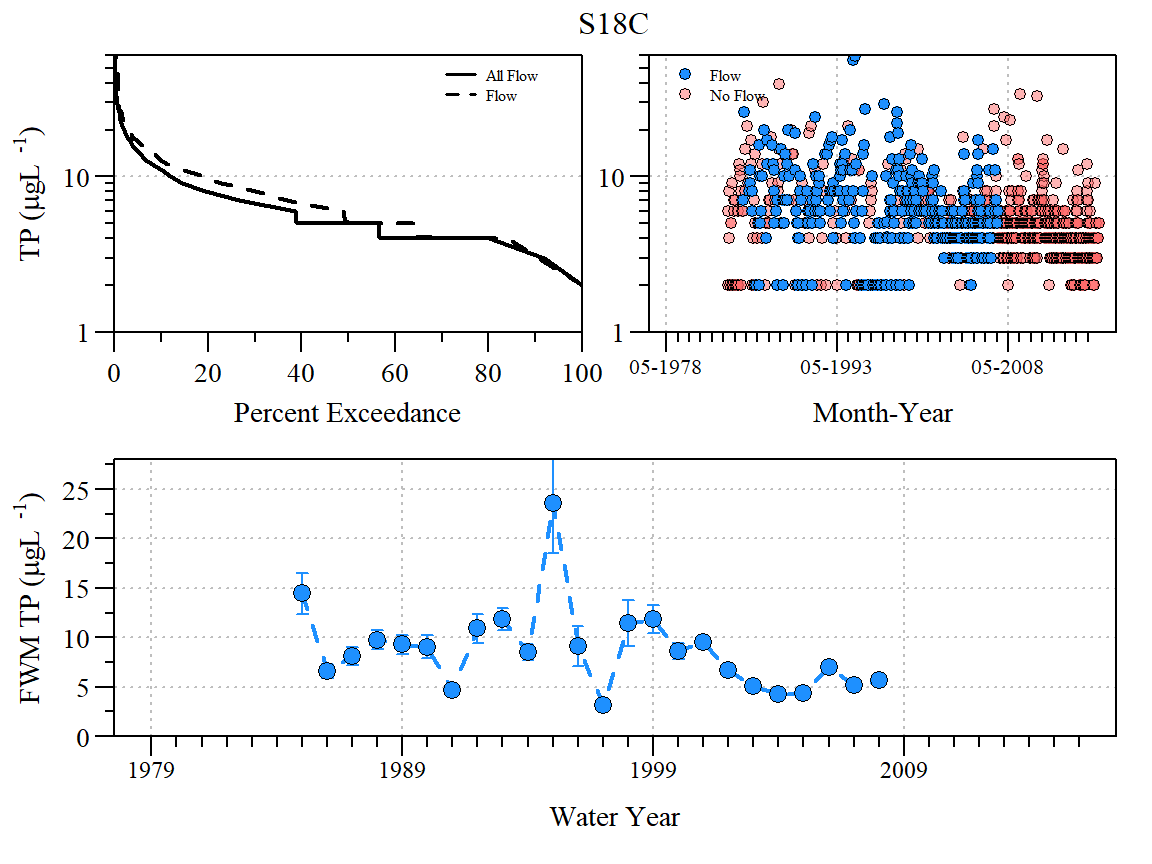 S18C
TP (µgL⁻¹)
10
1
All Flow
Flow
0 20 40 60 80 100
Percent Exceedance
10
1
Flow
No Flow
05-1978 05-1993 05-2008
Month-Year
FWM TP (µgL⁻¹)
25
20
15
10
5
0
1979 1989 1999 2009
Water Year